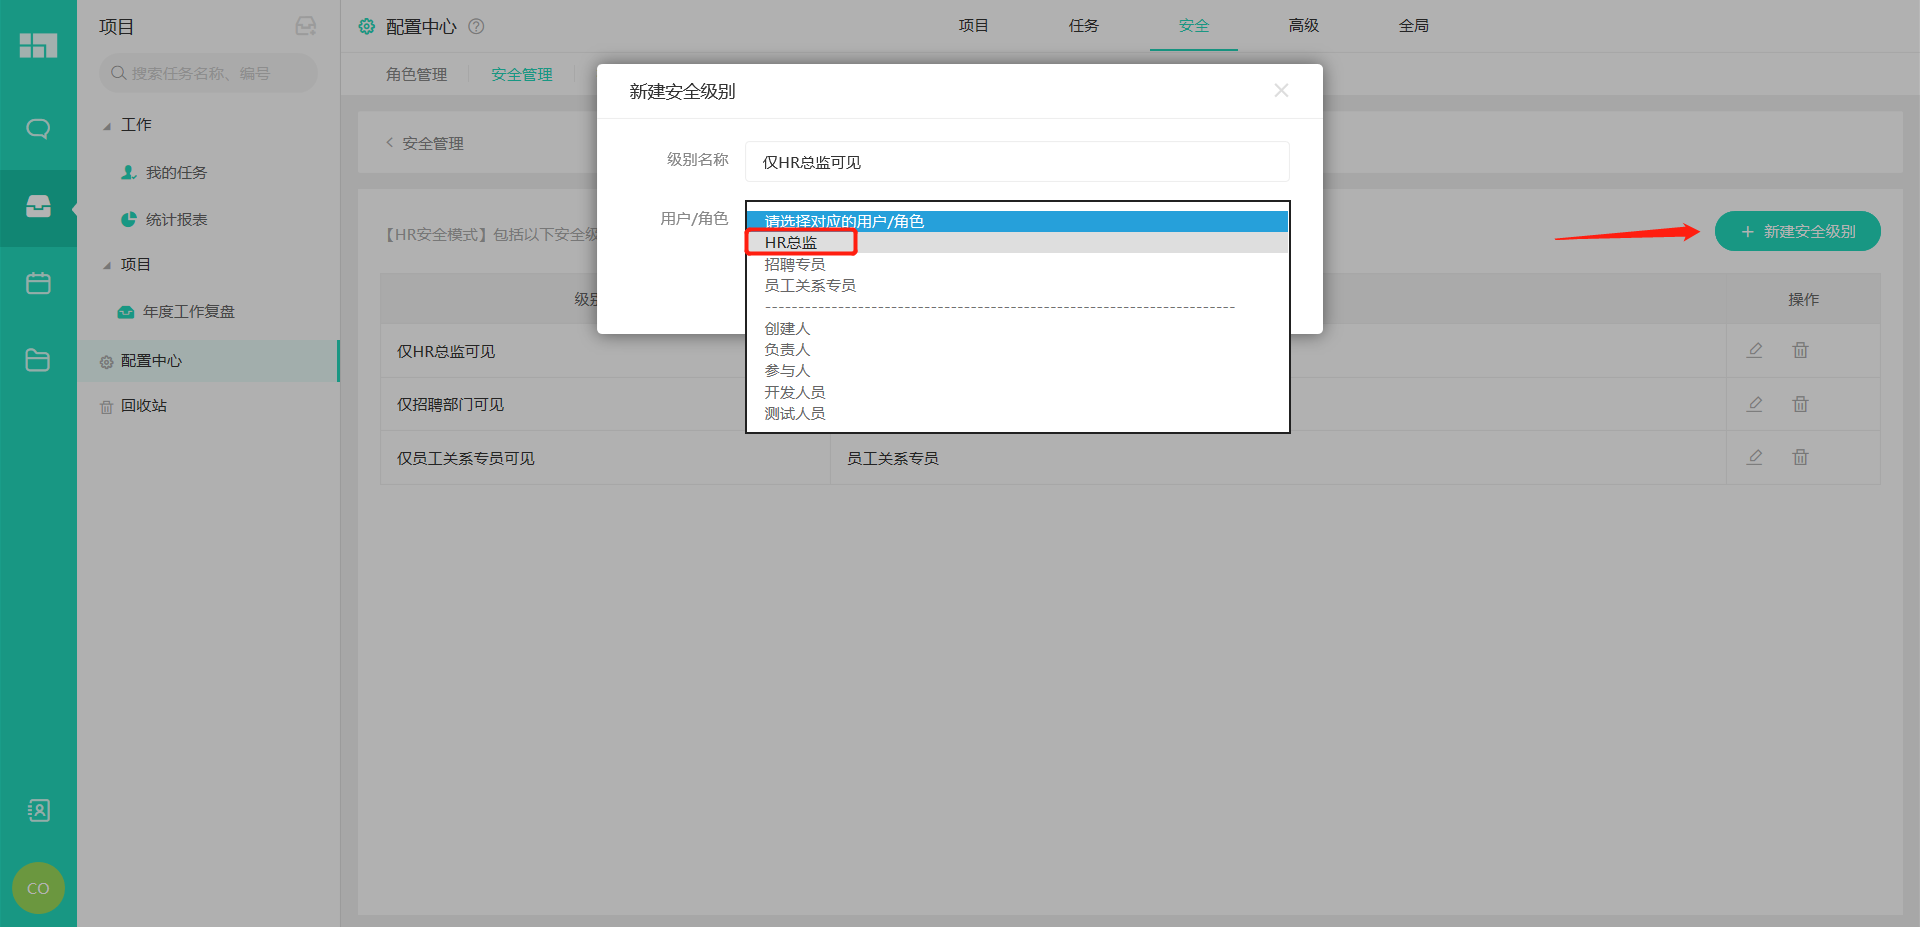 项目
搜索任务名称、编号
工作
我的任务
统计报表
项目
年度工作复盘
配置中心
回收站
CO
配置中心
项目
任务
安全
高级
全局
角色管理
安全管理
安全管理
【HR安全模式】包括以下安全级
新建安全级别
操作
仅HR总监可见
仅招聘部门可见
仅员工关系专员可见
员工关系专员
新建安全级别
级别名称
仅HR总监可见
用户/角色
请选择对应的用户/角色
HR总监
招聘专员
员工关系专员
创建人
负责人
参与人
开发人员
测试人员